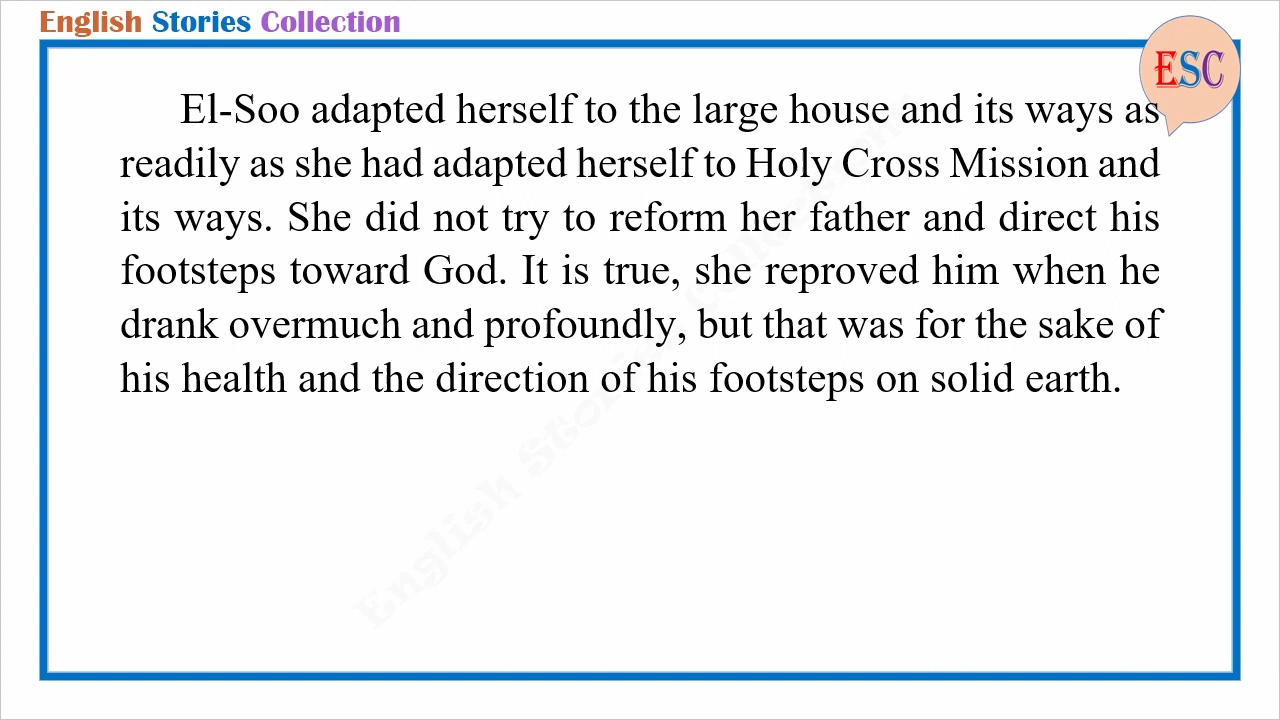 English Stories Collection
ESC
El-Soo adapted herself to the large house and its ways as
readily as she had adapted herself to Holy Cross Mission and
its ways. She did not try to reform her father and direct his
footsteps toward God. It is true, she reproved him when he
drank overmuch and profoundly, but that was for the sake of
his health and the direction of his footsteps on solid earth.
English Stories Collection